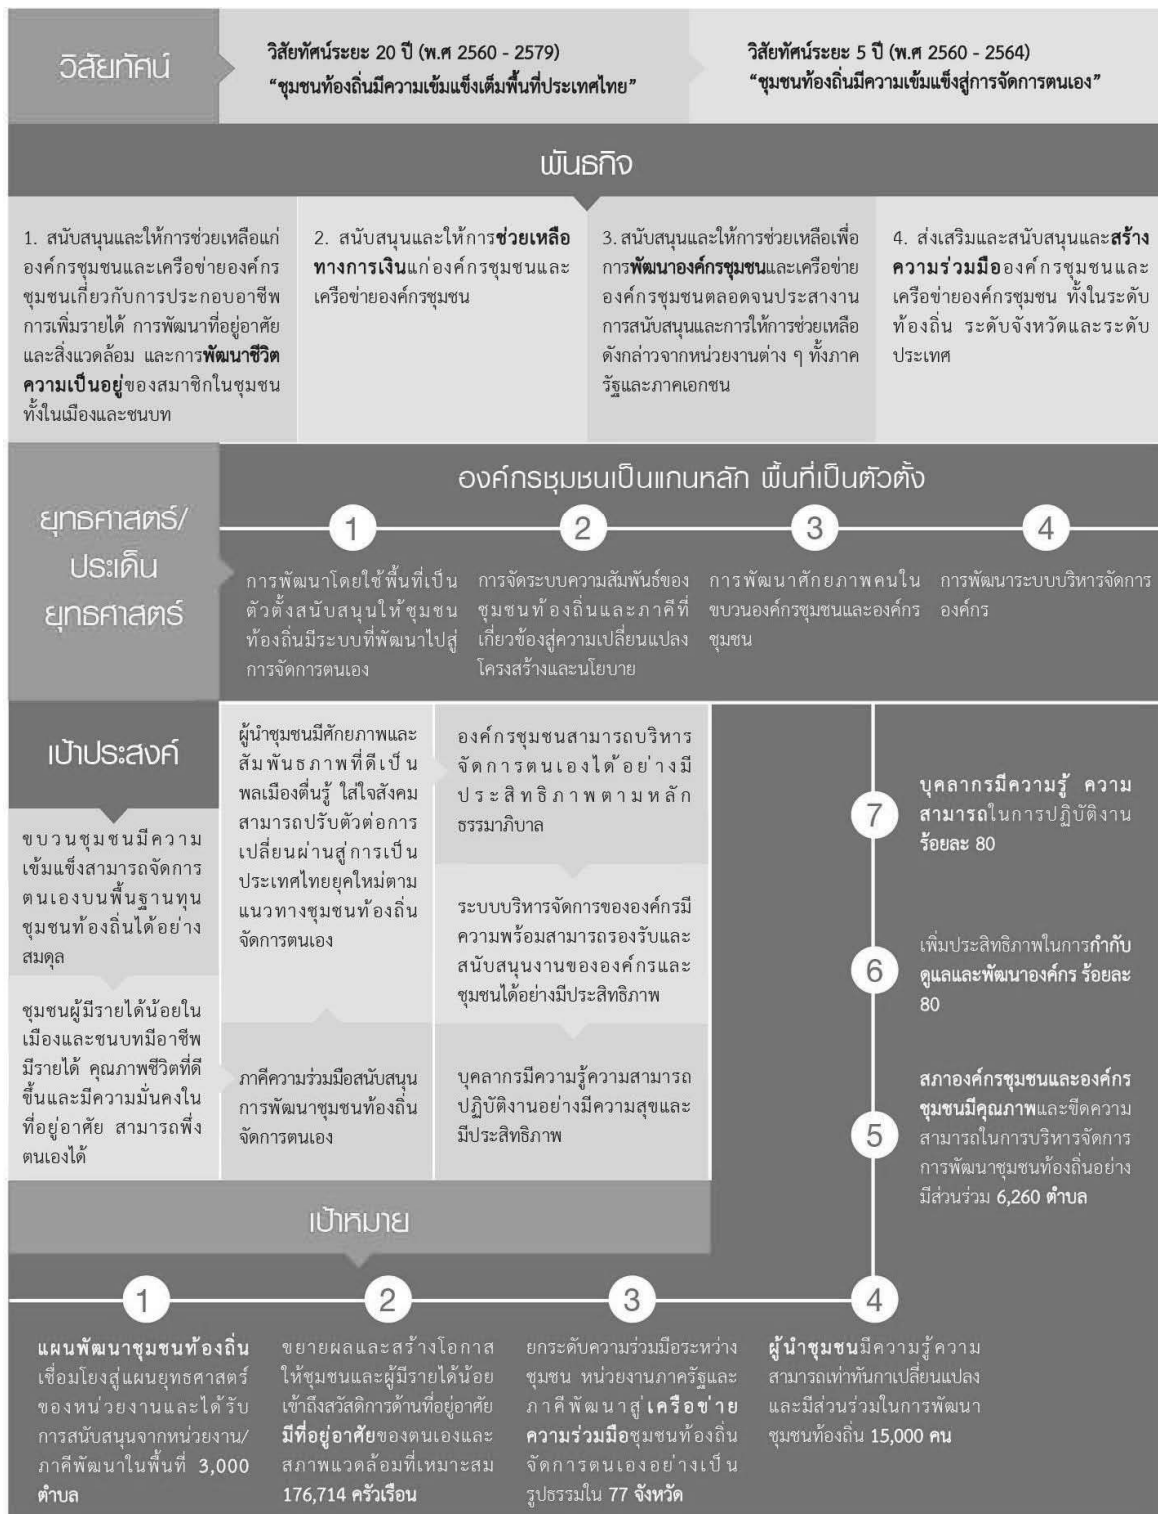 วิสัยทัศน์
วิสัยทัศน์ระยะ 20 ปี (พ.ศ 2560 - 2579)
“ชุมชนท้องถิ่นมีความเข้มแข็งเต็มพื้นที่ประเทศไทย”
วิสัยทัศน์ระยะ 5 ปี (พ.ศ 2560 - 2564)
“ชุมชนท้องถิ่นมีความเข้มแข็งสู่การจัดการตนเอง”
พันธกิจ
1. สนับสนุนและให้การช่วยเหลือแก่
องค์กรชุมชนและเครือข่ายองค์กร
ชุมชนเกี่ยวกับการประกอบอาชีพ
การเพิ่มรายได้ การพัฒนาที่อยู่อาศัย
และสิ่งแวดล้อม และการพัฒนาชีวิต
ความเป็นอยู่ของสมาชิกในชุมชน
ทั้งในเมืองและชนบท
2. สนับสนุนและให้การช่วยเหลือ
ทางการเงินแก่องค์กรชุมชนและ
เครือข่ายองค์กรชุมชน
3. สนับสนุนและให้การช่วยเหลือเพื่อ
การพัฒนาองค์กรชุมชนและเครือข่าย
องค์กรชุมชนตลอดจนประสางาน
การสนับสนุนและการให้การช่วยเหลือ
ดังกล่าวจากหน่วยงานต่าง ๆ ทั้งภาค
รัฐและภาคเอกชน
4. ส่งเสริมและสนับสนุนและสร้าง
ความร่วมมือองค์กรชุมชนและ
เครือข่ายองค์กรชุมชน ทั้งในระดับ
ท้องถิ่น ระดับจังหวัดและระดับ
ประเทศ
ยุทธศาสตร์/
ประเด็น
ยุทธศาสตร์
องค์กรชุมชนเป็นแกนหลัก พื้นที่เป็นตัวตั้ง
1
การพัฒนาโดยใช้พื้นที่เป็น
ตัวตั้งสนับสนุนให้ชุมชน
ท้องถิ่นมีระบบที่พัฒนาไปสู่
การจัดการตนเอง
2
การจัดระบบความสัมพันธ์ของ
ชุมชนท้องถิ่นและภาคีที่
เกี่ยวข้องสู่ความเปลี่ยนแปลง
โครงสร้างและนโยบาย
3
การพัฒนาศักยภาพคนใน
ขบวนองค์กรชุมชนและองค์กร
ชุมชน
4
การพัฒนาระบบบริหารจัดการ
องค์กร
เป้าประสงค์
ขบวนชุมชนมีความ
เข้มแข็งสามารถจัดการ
ตนเองบนพื้นฐานทุน
ชุมชนท้องถิ่นได้อย่าง
สมดุล
ชุมชนผู้มีรายได้น้อยใน
เมืองและชนบทมีอาชีพ
มีรายได้ คุณภาพชีวิตที่ดี
ขึ้นและมีความมั่นคงใน
ที่อยู่อาศัย สามารถพึ่ง
ตนเองได้
ผู้นำชุมชนมีศักยภาพและ
สัมพันธภาพที่ดีเป็น
พลเมืองตื่นรู้ ใส่ใจสังคม
สามารถปรับตัวต่อการ
เปลี่ยนผ่านสู่การเป็น
ประเทศไทยยุคใหม่ตาม
แนวทางชุมชนท้องถิ่น
จัดการตนเอง
ภาคีความร่วมมือสนับสนุน
การพัฒนาชุมชนท้องถิ่น
จัดการตนเอง
องค์กรชุมชนสามารถบริหาร
จัดการตนเองได้อย่างมี
ประสิทธิภาพตามหลัก
ธรรมาภิบาล
ระบบบริหารจัดการขององค์กรมี
ความพร้อมสามารถรองรับและ
สนับสนุนงานขององค์กรและ
ชุมชนได้อย่างมีประสิทธิภาพ
บุคลากรมีความรู้ความสามารถ
ปฏิบัติงานอย่างมีความสุขและ
มีประสิทธิภาพ
7
บุคลากรมีความรู้ ความ
สามารถในการปฏิบัติงาน
ร้อยละ 80
6
เพิ่มประสิทธิภาพในการกำกับ
ดูแลและพัฒนาองค์กร ร้อยละ
80
5
สภาองค์กรชุมชนและองค์กร
ชุมชนมีคุณภาพและขีดความ
สามารถในการบริหารจัดการ
การพัฒนาชุมชนท้องถิ่นอย่าง
มีส่วนร่วม 6,260 ตำบล
เป้าหมาย
1
แผนพัฒนาชุมชนท้องถิ่น
เชื่อมโยงสู่แผนยุทธศาสตร์
ของหน่วยงานและได้รับ
การสนับสนุนจากหน่วยงาน/
ภาคีพัฒนาในพื้นที่ 3,000
ตำบล
2
ขยายผลและสร้างโอกาส
ให้ชุมชนและผู้มีรายได้น้อย
เข้าถึงสวัสดิการด้านที่อยู่อาศัย
มีที่อยู่อาศัยของตนเองและ
สภาพแวดล้อมที่เหมาะสม
176,714 ครัวเรือน
3
ยกระดับความร่วมมือระหว่าง
ชุมชน หน่วยงานภาครัฐและ
ภาคีพัฒนาสู่ เครือข่าย
ความร่วมมือชุมชนท้องถิ่น
จัดการตนเองอย่างเป็น
รูปธรรมใน 77 จังหวัด
4
ผู้นำชุมชนมีความรู้ความ
สามารถเท่าทันกาเปลี่ยนแปลง
และมีส่วนร่วมในการพัฒนา
ชุมชนท้องถิ่น 15,000 คน